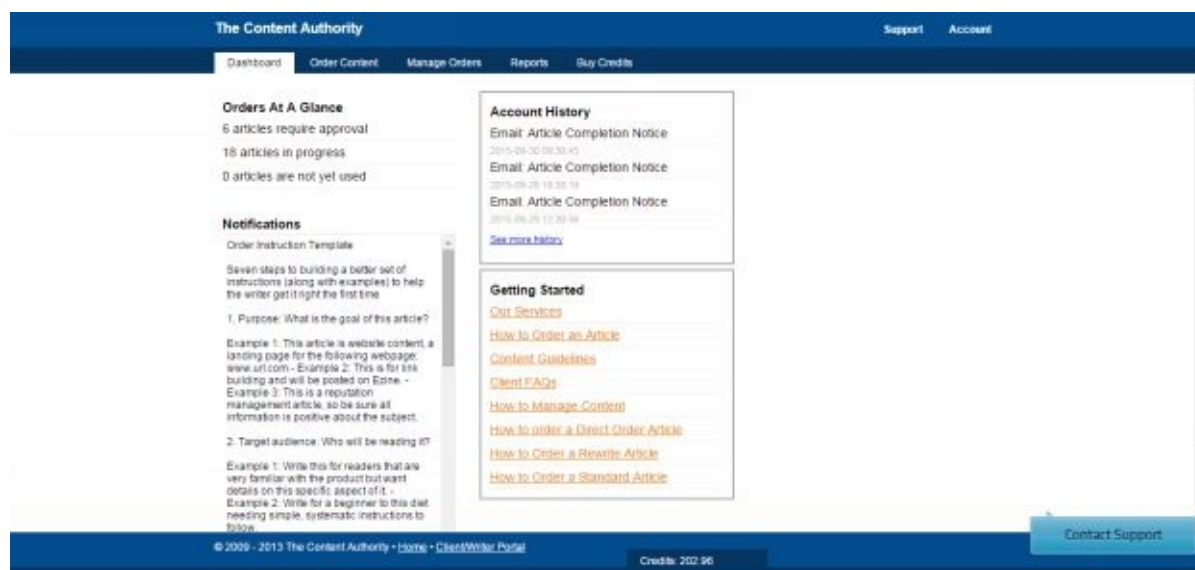 The Content Authority
Support
Account
Dashboard
Order Content
Manage Orders
Reports
Buy Credits
Orders At A Glance
6 articles require approval
18 articles in progress
0 articles are not yet used
Notifications
Order Instruction Template
Seven steps to building a better set of
instructions (along with examples) to help
the writer get it right the first time
1. Purpose: What is the goal of this article?
Example 1: This article is website content, a
landing page for the following webpage:
www.url.com - Example 2: This is for link
building and will be posted on Ezine. -
Example 3: This is a reputation
management article, so be sure all
information is positive about the subject.
2. Target audience: Who will be reading it?
Example 1: Write this for readers that are
very familiar with the product but want
details on this specific aspect of it. -
Example 2: Write for a beginner to this diet
needing simple, systematic instructions to
follow.
Account History
Email: Article Completion Notice
Email: Article Completion Notice
Email: Article Completion Notice
See more history
Getting Started
Our Services
How to Order an Article
Content Guidelines
Client FAQs
How to Manage Content
How to order a Direct Order Article
How to Order a Rewrite Article
How to Order a Standard Article
Contact Support
© 2009 - 2013 The Content Authority • Home • Client/Writer Portal
Credits: 202.96